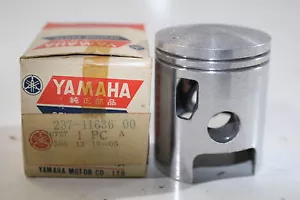 YAMAHA
純正部品
237-11636 00
1 PC A
YAMAHA MOTOR CO., LTD.